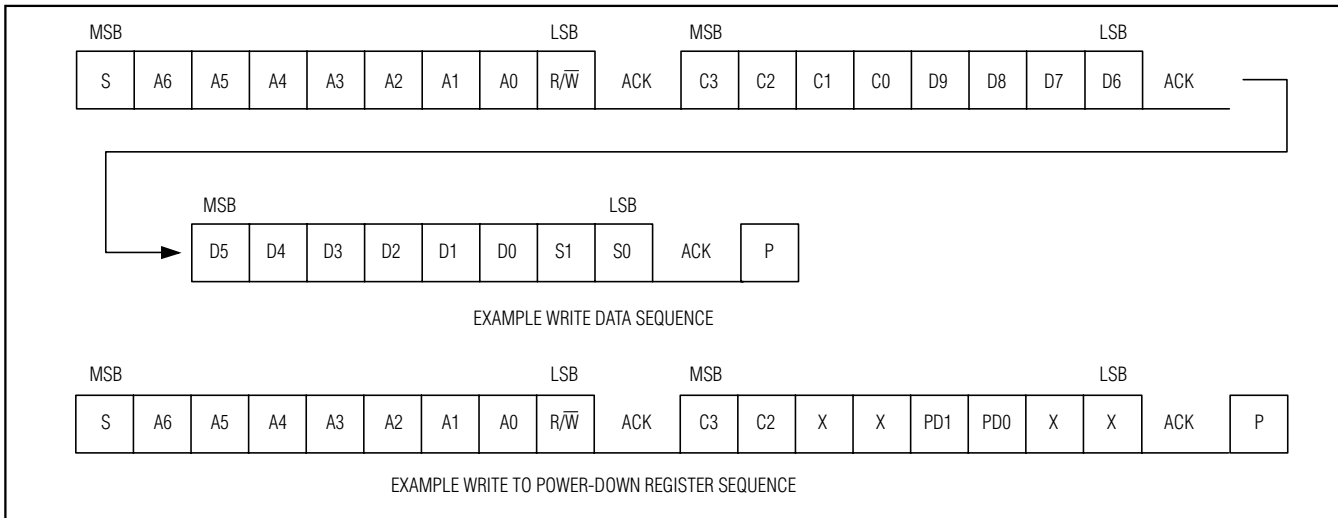 MSB LSB MSB LSB
S A6 A5 A4 A3 A2 A1 A0 R/W̅ ACK C3 C2 C1 C0 D9 D8 D7 D6 ACK
MSB LSB
D5 D4 D3 D2 D1 D0 S1 S0 ACK P
EXAMPLE WRITE DATA SEQUENCE
MSB LSB MSB LSB
S A6 A5 A4 A3 A2 A1 A0 R/W̅ ACK C3 C2 X X PD1 PD0 X X ACK P
EXAMPLE WRITE TO POWER-DOWN REGISTER SEQUENCE